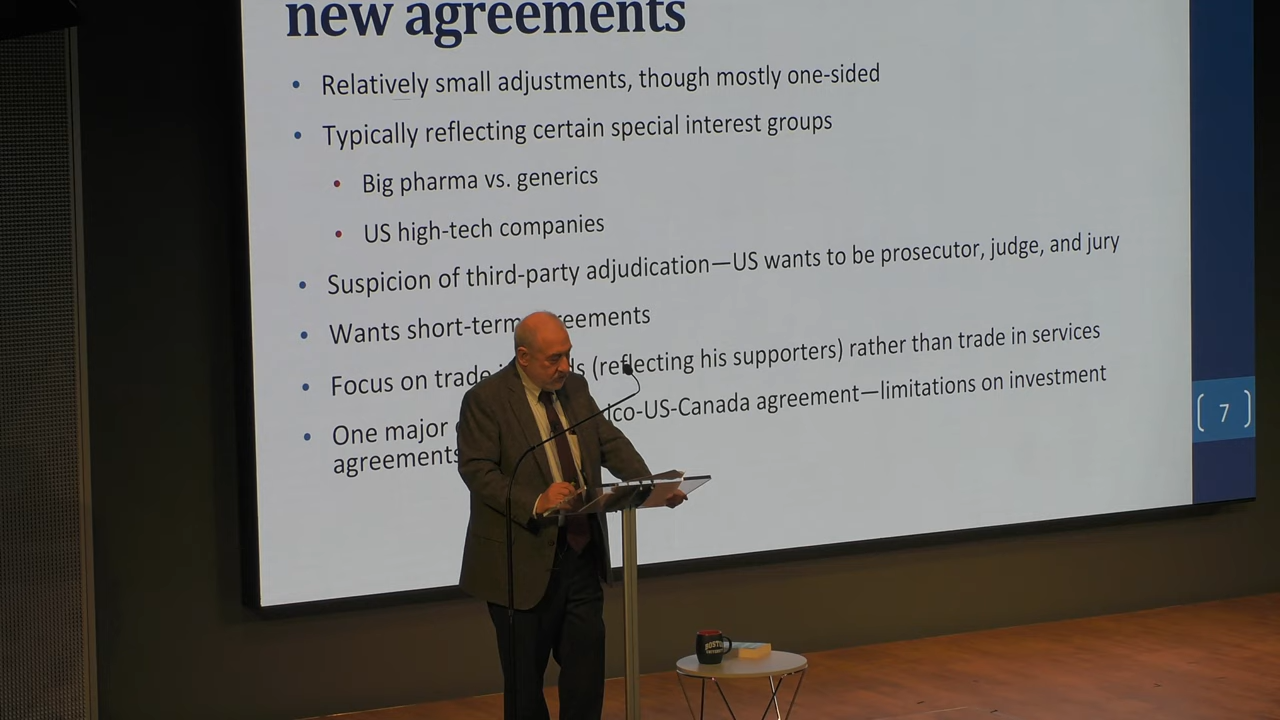 new agreements
• Relatively small adjustments, though mostly one-sided
• Typically reflecting certain special interest groups
• Big pharma vs. generics
• US high-tech companies
• Suspicion of third-party adjudication—US wants to be prosecutor, judge, and jury
• Wants short-term eements
• Focus on trade (reflecting his supporters) rather than trade in services
• One major ico-US-Canada agreement—limitations on investment
agreements
[ 7 ]
BOSTON